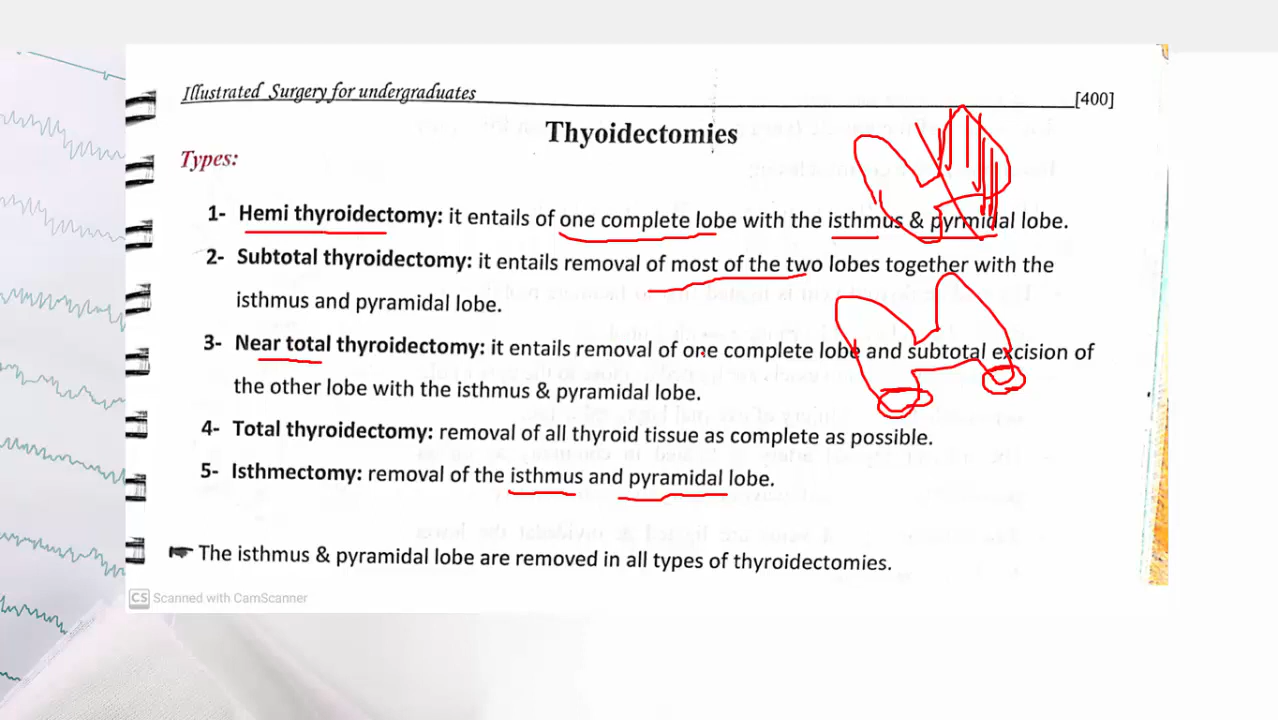 Illustrated Surgery for undergraduates [400]
Thyoidectomies
Types:
1- Hemi thyroidectomy: it entails of one complete lobe with the isthmus & pyrmidal lobe.
2- Subtotal thyroidectomy: it entails removal of most of the two lobes together with the
isthmus and pyramidal lobe.
3- Near total thyroidectomy: it entails removal of one complete lobe and subtotal excision of
the other lobe with the isthmus & pyramidal lobe.
4- Total thyroidectomy: removal of all thyroid tissue as complete as possible.
5- Isthmectomy: removal of the isthmus and pyramidal lobe.
The isthmus & pyramidal lobe are removed in all types of thyroidectomies.
CS Scanned with CamScanner